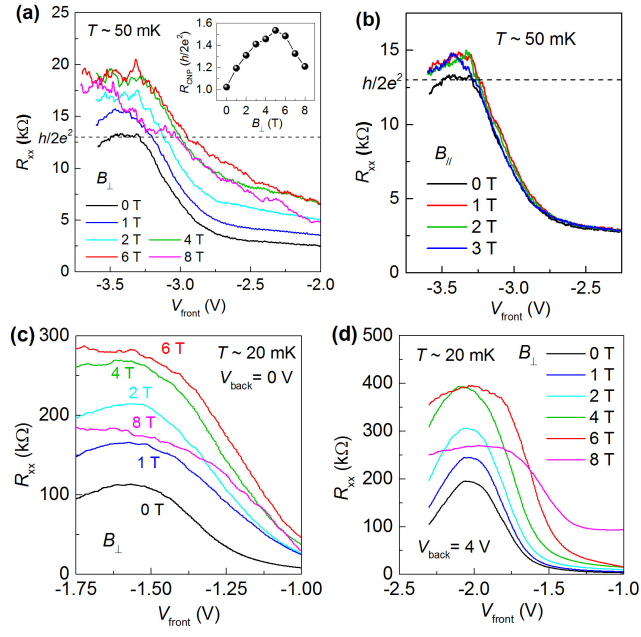 (a)
T ~ 50 mK
R_CNP (h/2e²)
1.6
1.4
1.2
1.0
0 2 4 6 8
B⊥(T)
R_xx (kΩ)
25
20
15
h/2e²
10
5
0
B⊥
0 T
1 T
2 T
4 T
6 T
8 T
-3.5 -3.0 -2.5 -2.0
V_front (V)
(b)
T ~ 50 mK
R_xx (kΩ)
15
h/2e²
10
5
0
B//
0 T
1 T
2 T
3 T
-3.5 -3.0 -2.5
V_front (V)
(c)
T ~ 20 mK
V_back= 0 V
R_xx (kΩ)
300
200
100
0
6 T
4 T
2 T
8 T
1 T
0 T
B⊥
-1.75 -1.50 -1.25 -1.00
V_front (V)
(d)
T ~ 20 mK
B⊥
0 T
1 T
2 T
4 T
6 T
8 T
R_xx (kΩ)
500
400
300
200
100
0
V_back= 4 V
-2.5 -2.0 -1.5 -1.0
V_front (V)